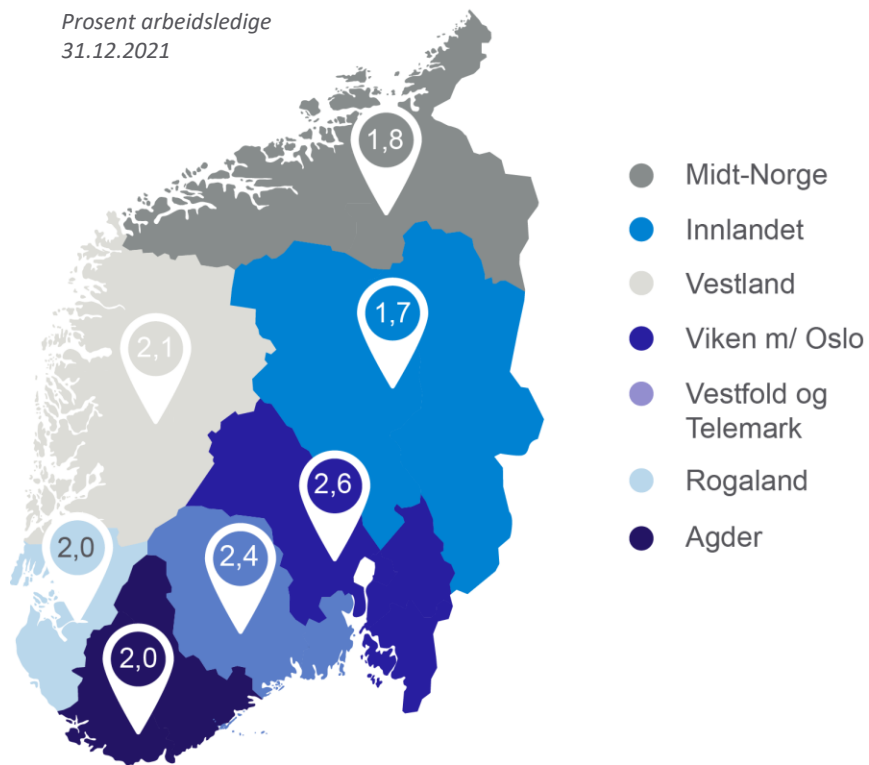 Prosent arbeidsledige
31.12.2021
1,8
Midt-Norge
Innlandet
Vestland
Viken m/ Oslo
Vestfold og
Telemark
Rogaland
Agder
1,7
2,1
2,6
2,0
2,4
2,0